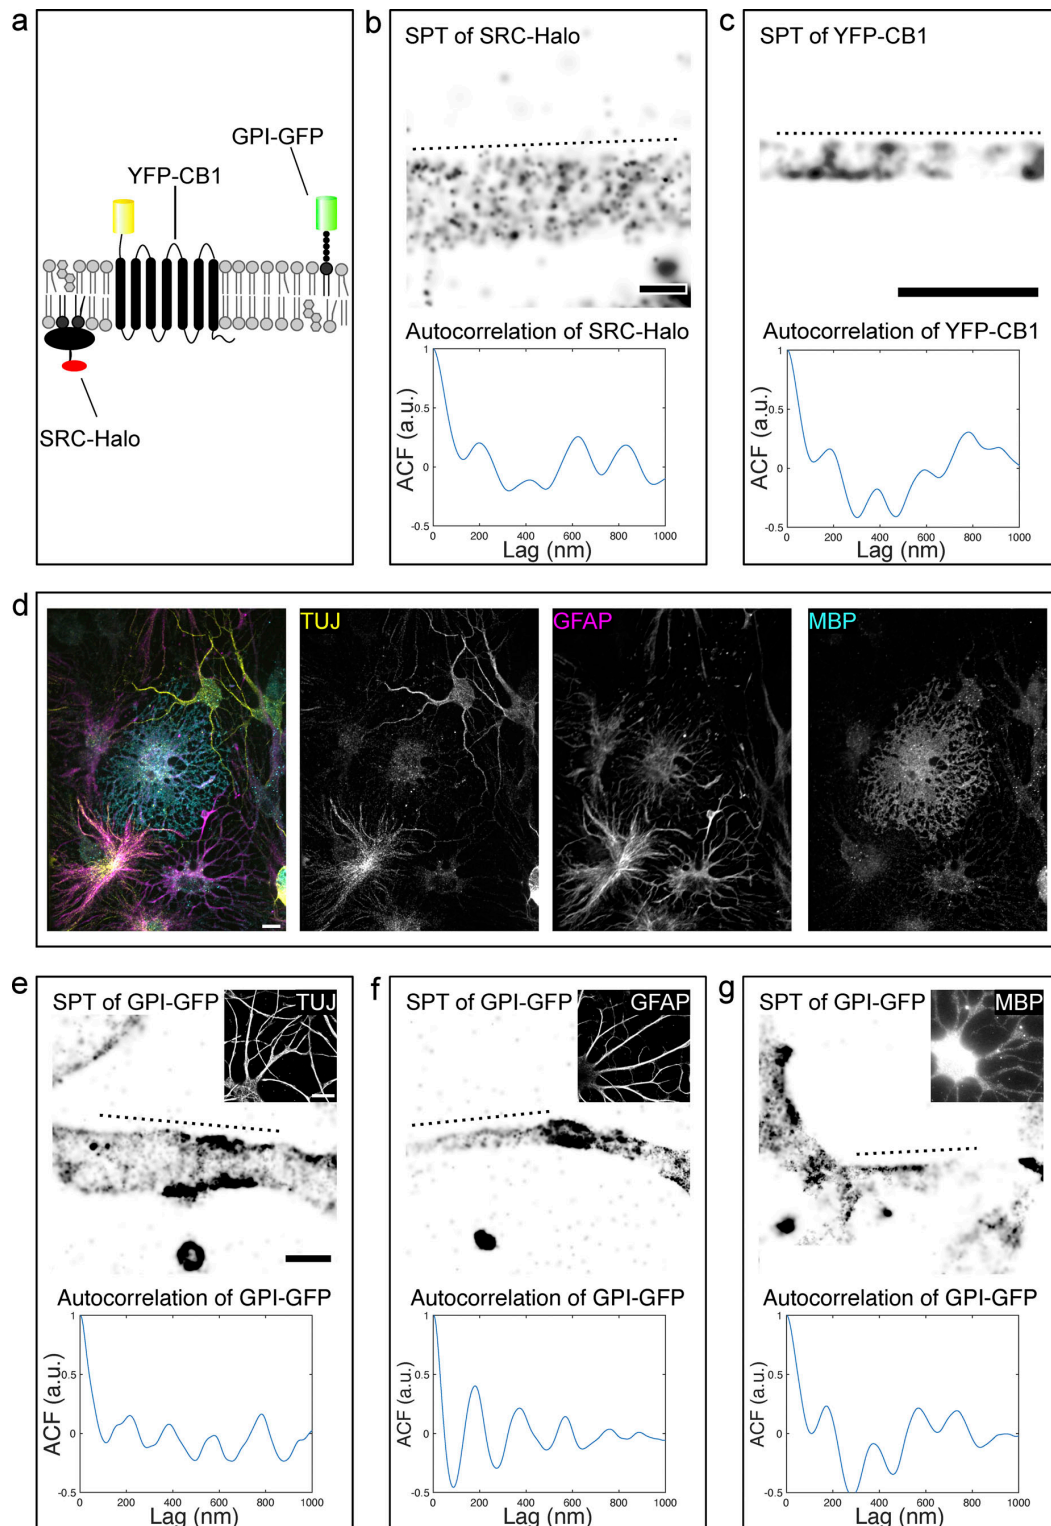 a
GPI-GFP
YFP-CB1
SRC-Halo
b
SPT of SRC-Halo
Autocorrelation of SRC-Halo
ACF (a.u.)
1
0.5
0
-0.5
0 200 400 600 800 1000
Lag (nm)
c
SPT of YFP-CB1
Autocorrelation of YFP-CB1
ACF (a.u.)
1
0.5
0
-0.5
0 200 400 600 800 1000
Lag (nm)
d
TUJ
GFAP
MBP
e
SPT of GPI-GFP
TUJ
Autocorrelation of GPI-GFP
ACF (a.u.)
1
0.5
0
-0.5
0 200 400 600 800 1000
Lag (nm)
f
SPT of GPI-GFP
GFAP
Autocorrelation of GPI-GFP
ACF (a.u.)
1
0.5
0
-0.5
0 200 400 600 800 1000
Lag (nm)
g
SPT of GPI-GFP
MBP
Autocorrelation of GPI-GFP
ACF (a.u.)
1
0.5
0
-0.5
0 200 400 600 800 1000
Lag (nm)